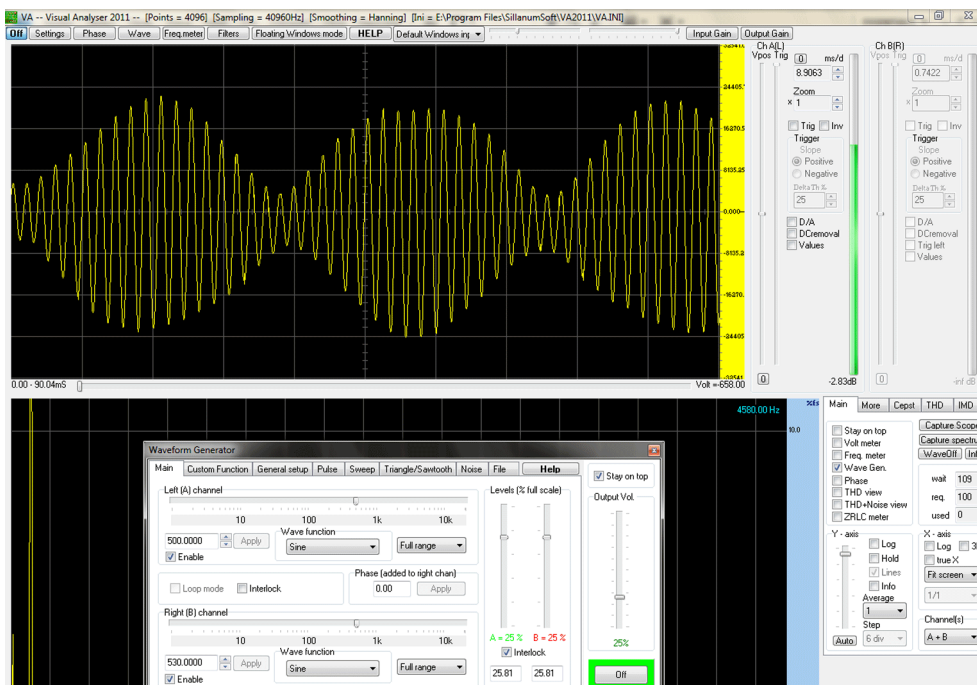 VA -- Visual Analyser 2011 -- [Points = 4096] [Sampling = 40960Hz] [Smoothing = Hanning] [Ini = E:\Program Files\SillanumSoft\VA2011\VA.INI]
Off Settings Phase Wave Freq.meter Filters Floating Windows mode HELP Default Windows inp Input Gain Output Gain
24405.
16270.5
8135.25
0.000
-8135.2
-16270.
-24405
-32541
0.00 - 90.04mS
Volt =-658.00
Ch A(L)
Vpos Trig 0 ms/d
8.9063
Zoom
x 1
Trig Inv
Trigger
Slope
Positive
Negative
Delta Th %
25
D/A
DCremoval
Values
0
-2.83dB
Ch B(R)
Vpos Trig 0 ms/d
0.7422
Zoom
x 1
Trig Inv
Trigger
Slope
Positive
Negative
Delta Th %
25
D/A
DCremoval
Trig left
Values
0
-inf dB
4580.00 Hz
%fs
10.0
Waveform Generator
Main Custom Function General setup Pulse Sweep Triangle/Sawtooth Noise File Help
Left (A) channel
10 100 1k 10k
500.0000 Apply
Enable
Wave function
Sine
Full range
Loop mode Interlock
Phase (added to right chan)
0.00 Apply
Right (B) channel
10 100 1k 10k
530.0000 Apply
Enable
Wave function
Sine
Full range
Levels (% full scale)
A = 25 % B = 25 %
Interlock
25.81 25.81
Stay on top
Output Vol.
25%
Off
Main More Cepst THD IMD
Stay on top
Volt meter
Freq. meter
Wave Gen.
Phase
THD view
THD+Noise view
ZRLC meter
Capture Scope
Capture spectru
WaveOff
wait 109
req. 100
used 0
Y - axis
Log
Hold
Lines
Info
Average
1
Step
Auto 6 div
X - axis
Log
true X
Fit screen
1/1
Channel(s)
A + B